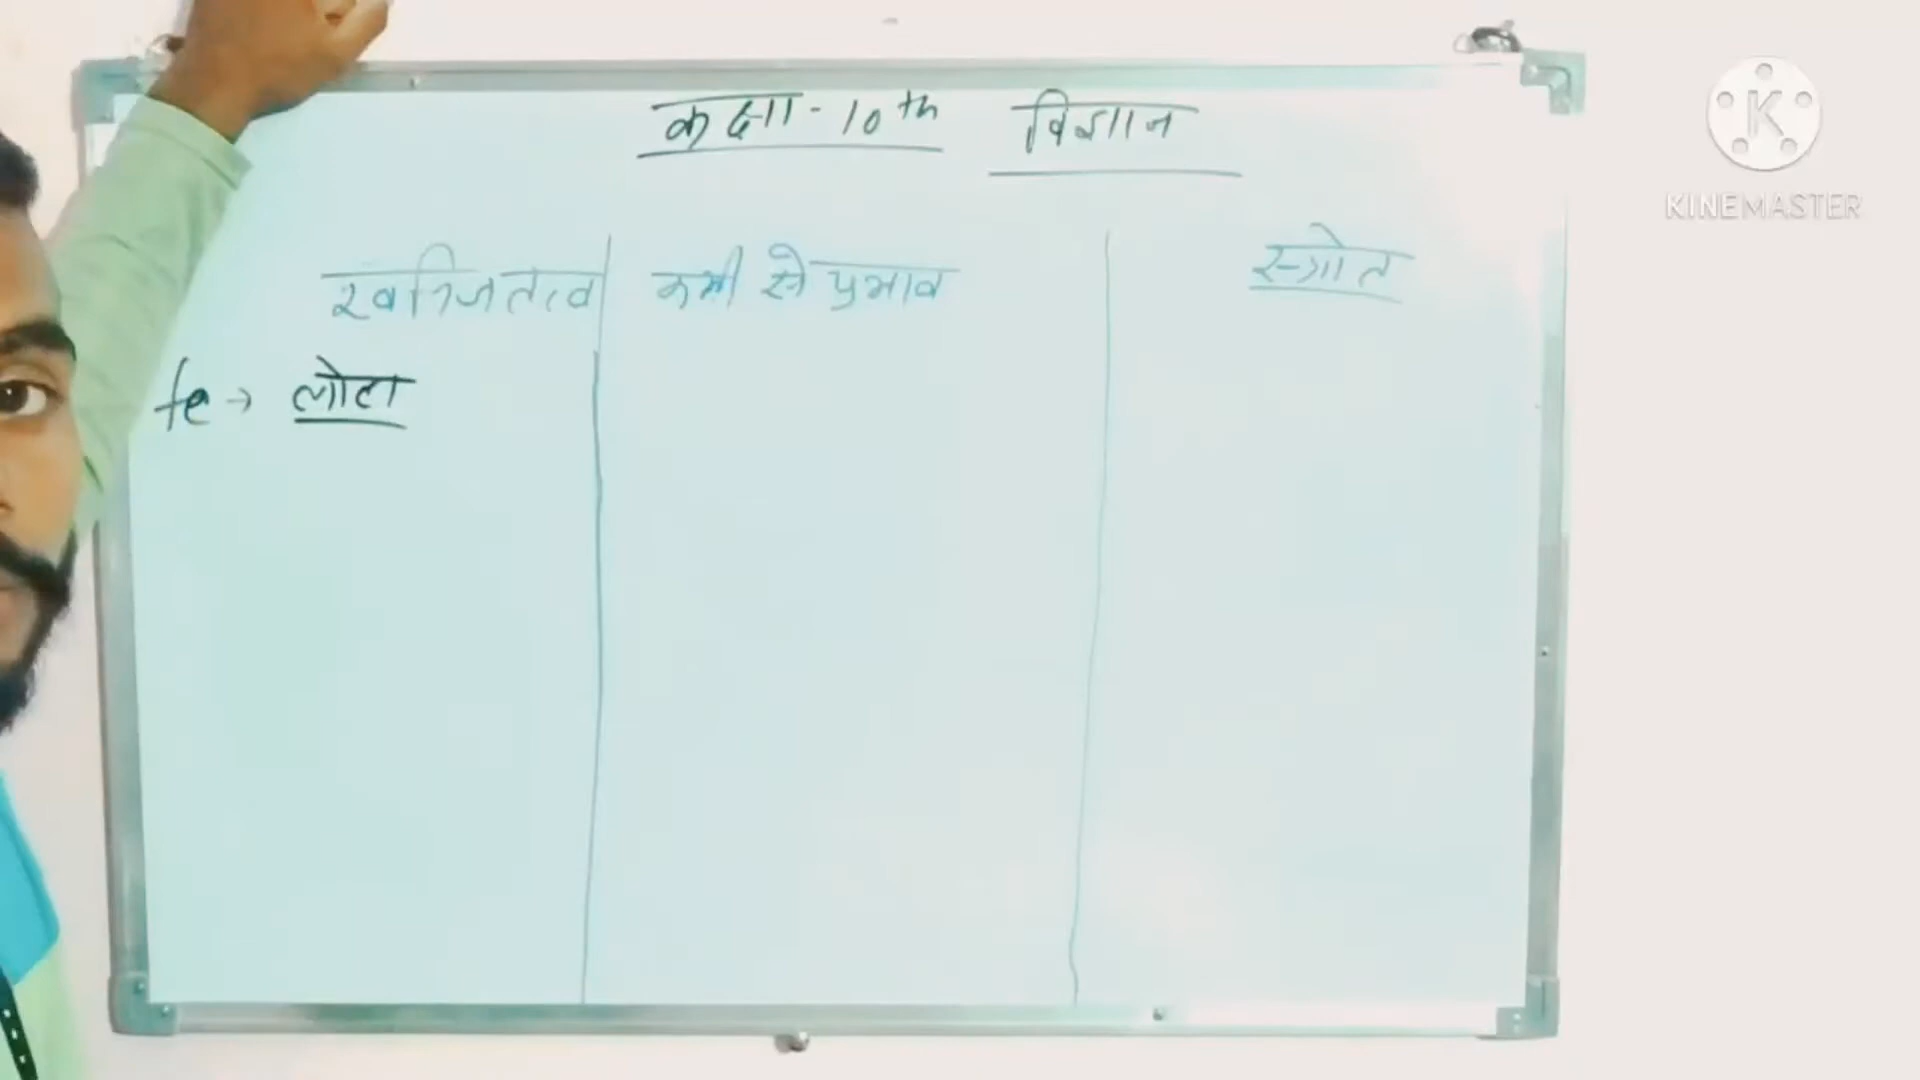 कक्षा - 10th विज्ञान
खनिज तत्व कमी से प्रभाव स्त्रोत
fe → लोहा
KINEMASTER